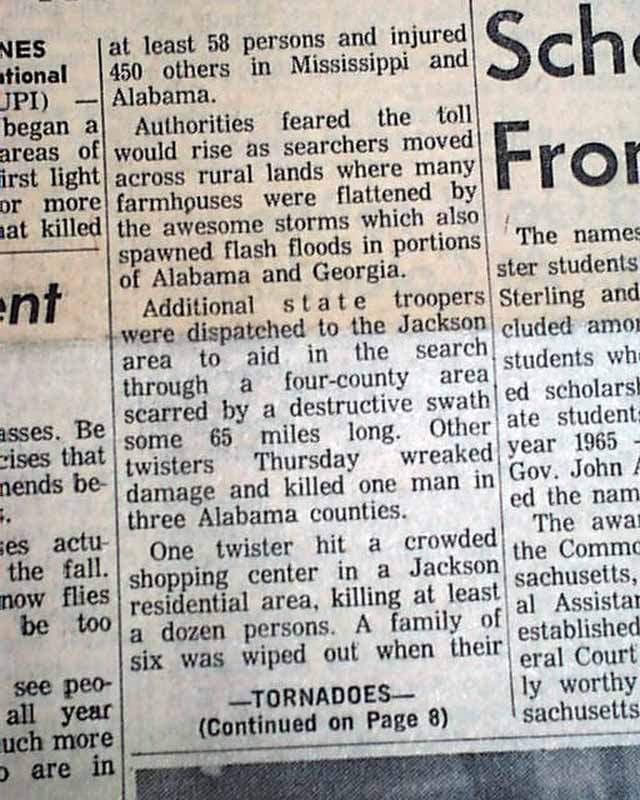 NES
ational
UPI) —
began a
areas of
first light
or more
hat killed
ent
asses. Be
cises that
mends be-
s.
ses actu-
the fall.
now flies
be too
see peo-
all year
uch more
o are in
at least 58 persons and injured
450 others in Mississippi and
Alabama.
Authorities feared the toll
would rise as searchers moved
across rural lands where many
farmhouses were flattened by
the awesome storms which also
spawned flash floods in portions
of Alabama and Georgia.
Additional state troopers
were dispatched to the Jackson
area to aid in the search
through a four-county area
scarred by a destructive swath
some 65 miles long. Other
twisters Thursday wreaked
damage and killed one man in
three Alabama counties.
One twister hit a crowded
shopping center in a Jackson
residential area, killing at least
a dozen persons. A family of
six was wiped out when their
—TORNADOES—
(Continued on Page 8)
Scho
From
The names
ster students
Sterling and
cluded amon
students who
ed scholarsh
ate student
year 1965 -
Gov. John A
ed the nam
The awar
the Commo
sachusetts,
al Assistan
established
eral Court
ly worthy
sachusetts